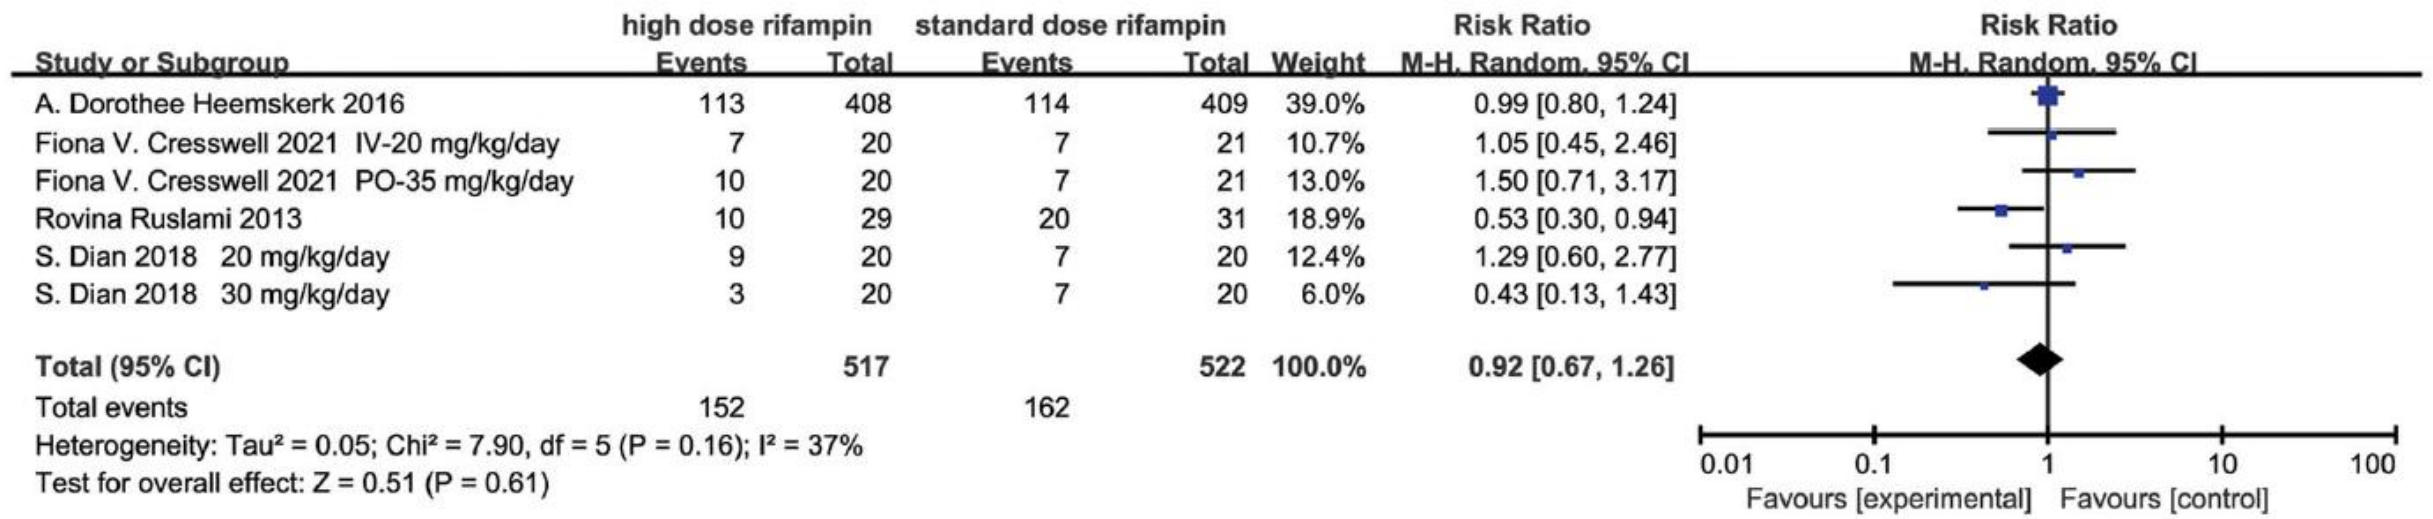 high dose rifampin standard dose rifampin Risk Ratio Risk Ratio
Study or Subgroup Events Total Events Total Weight M-H. Random. 95% CI M-H. Random. 95% CI
A. Dorothee Heemskerk 2016 113 408 114 409 39.0% 0.99 [0.80, 1.24]
Fiona V. Cresswell 2021 IV-20 mg/kg/day 7 20 7 21 10.7% 1.05 [0.45, 2.46]
Fiona V. Cresswell 2021 PO-35 mg/kg/day 10 20 7 21 13.0% 1.50 [0.71, 3.17]
Rovina Ruslami 2013 10 29 20 31 18.9% 0.53 [0.30, 0.94]
S. Dian 2018 20 mg/kg/day 9 20 7 20 12.4% 1.29 [0.60, 2.77]
S. Dian 2018 30 mg/kg/day 3 20 7 20 6.0% 0.43 [0.13, 1.43]
Total (95% CI) 517 522 100.0% 0.92 [0.67, 1.26]
Total events 152 162
Heterogeneity: Tau² = 0.05; Chi² = 7.90, df = 5 (P = 0.16); I² = 37%
Test for overall effect: Z = 0.51 (P = 0.61)
0.01 0.1 1 10 100
Favours [experimental] Favours [control]